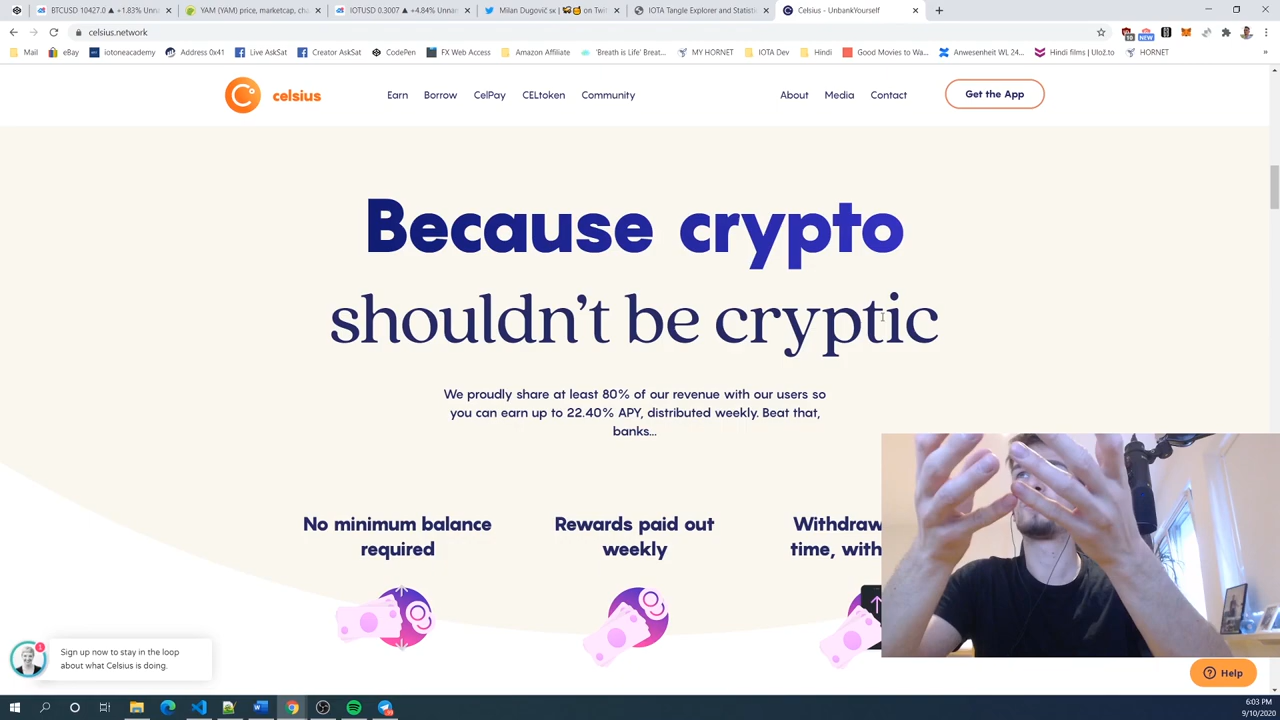 BTCUSD 10427.0 ▲ +1.83% Unna
YAM (YAM) price, marketcap, cha
IOTUSD 0.3007 ▲ +4.84% Unnac
Milan Dugovič sx | on Twit
IOTA Tangle Explorer and Statisti
Celsius - UnbankYourself
celsius.network
Mail
eBay
iotoneacademy
Address 0x41
Live AskSat
Creator AskSat
CodePen
FX Web Access
Amazon Affiliate
'Breath is Life' Breat...
MY HORNET
IOTA Dev
Hindi
Good Movies to Wa...
Anwesenheit WL 24...
Hindi films | Ulož.to
HORNET
celsius
Earn
Borrow
CelPay
CELtoken
Community
About
Media
Contact
Get the App
Because crypto
shouldn't be cryptic
We proudly share at least 80% of our revenue with our users so
you can earn up to 22.40% APY, distributed weekly. Beat that,
banks...
No minimum balance
required
Rewards paid out
weekly
Withdraw
time, with
Sign up now to stay in the loop
about what Celsius is doing.
Help
6:03 PM
9/10/2020